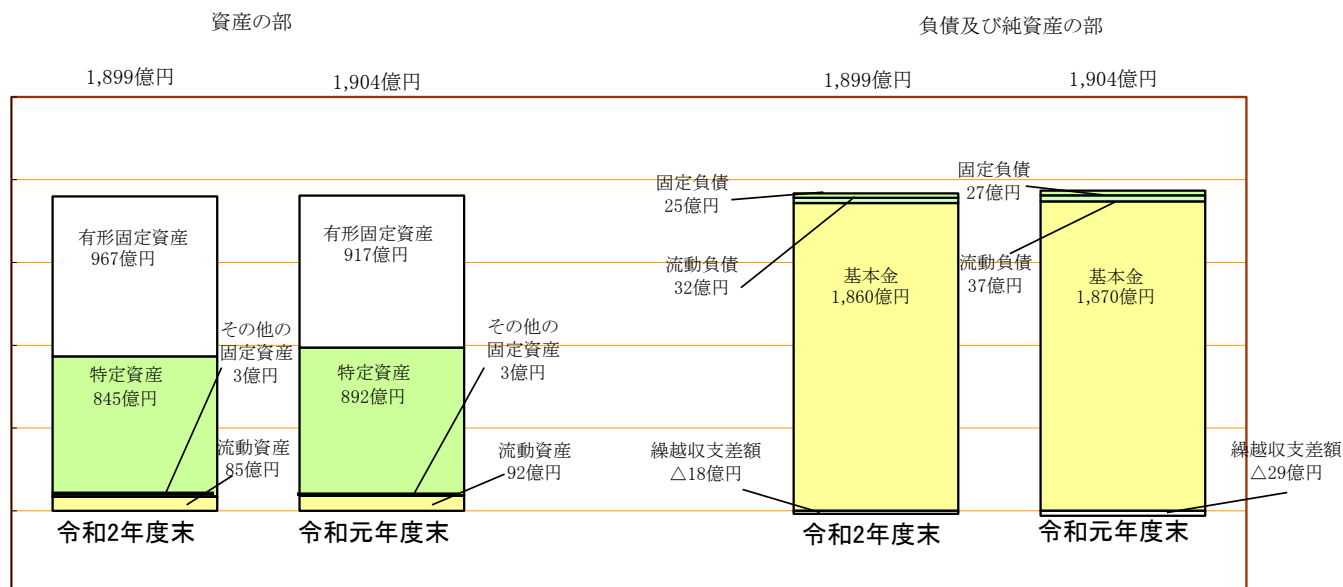 資産の部
負債及び純資産の部
1,899億円
1,904億円
1,899億円
1,904億円
有形固定資産
967億円
特定資産
845億円
その他の
固定資産
3億円
流動資産
85億円
令和2年度末
有形固定資産
917億円
特定資産
892億円
その他の
固定資産
3億円
流動資産
92億円
令和元年度末
固定負債
25億円
流動負債
32億円
基本金
1,860億円
繰越収支差額
△18億円
令和2年度末
固定負債
27億円
流動負債
37億円
基本金
1,870億円
繰越収支差額
△29億円
令和元年度末